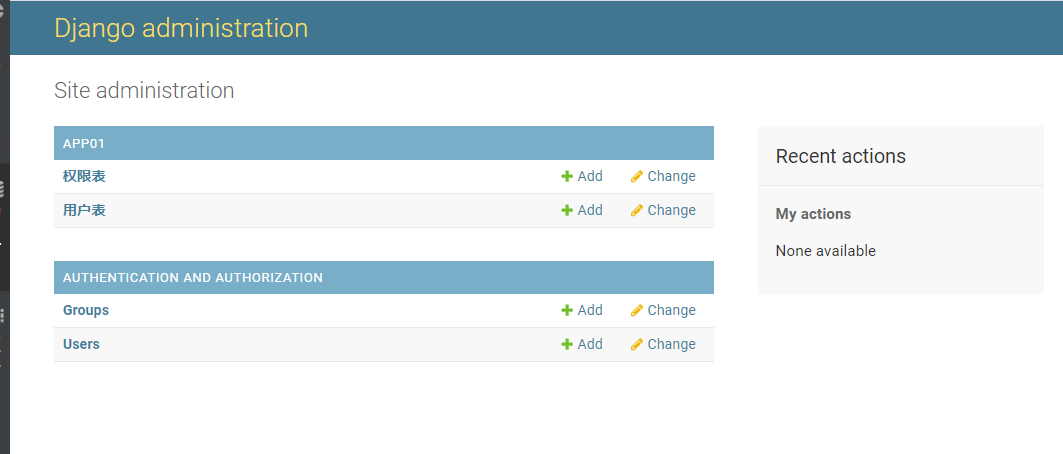 Django administration
Site administration
APP01
权限表 Add Change
用户表 Add Change
AUTHENTICATION AND AUTHORIZATION
Groups Add Change
Users Add Change
Recent actions
My actions
None available